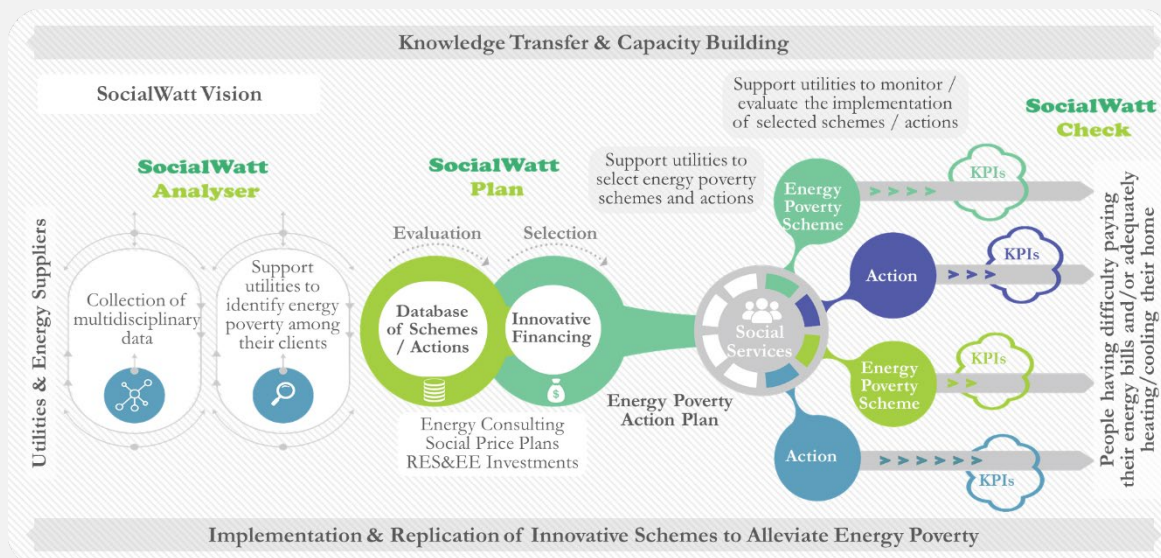 Knowledge Transfer & Capacity Building
SocialWatt Vision
Utilities & Energy Suppliers
SocialWatt
Analyser
Collection of
multidisciplinary
data
Support
utilities to
identify energy
poverty among
their clients
SocialWatt
Plan
Evaluation
Selection
Database
of Schemes
/ Actions
Innovative
Financing
$
Energy Consulting
Social Price Plans
RES&EE Investments
Energy Poverty
Action Plan
Support utilities to
select energy poverty
schemes and actions
Support utilities to monitor /
evaluate the implementation
of selected schemes / actions
Social
Services
Energy
Poverty
Scheme
KPIs
Action
KPIs
Energy
Poverty
Scheme
KPIs
Action
KPIs
SocialWatt
Check
People having difficulty paying
their energy bills and/or adequately
heating/cooling their home
Implementation & Replication of Innovative Schemes to Alleviate Energy Poverty